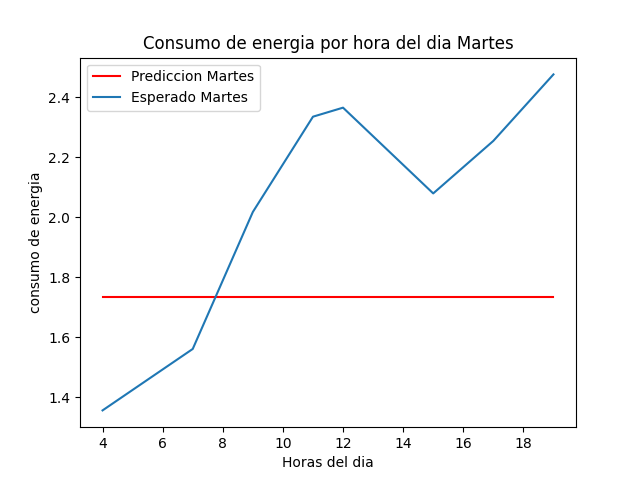 Consumo de energia por hora del dia Martes
Prediccion Martes
Esperado Martes
consumo de energia
2.4
2.2
2.0
1.8
1.6
1.4
4 6 8 10 12 14 16 18
Horas del dia